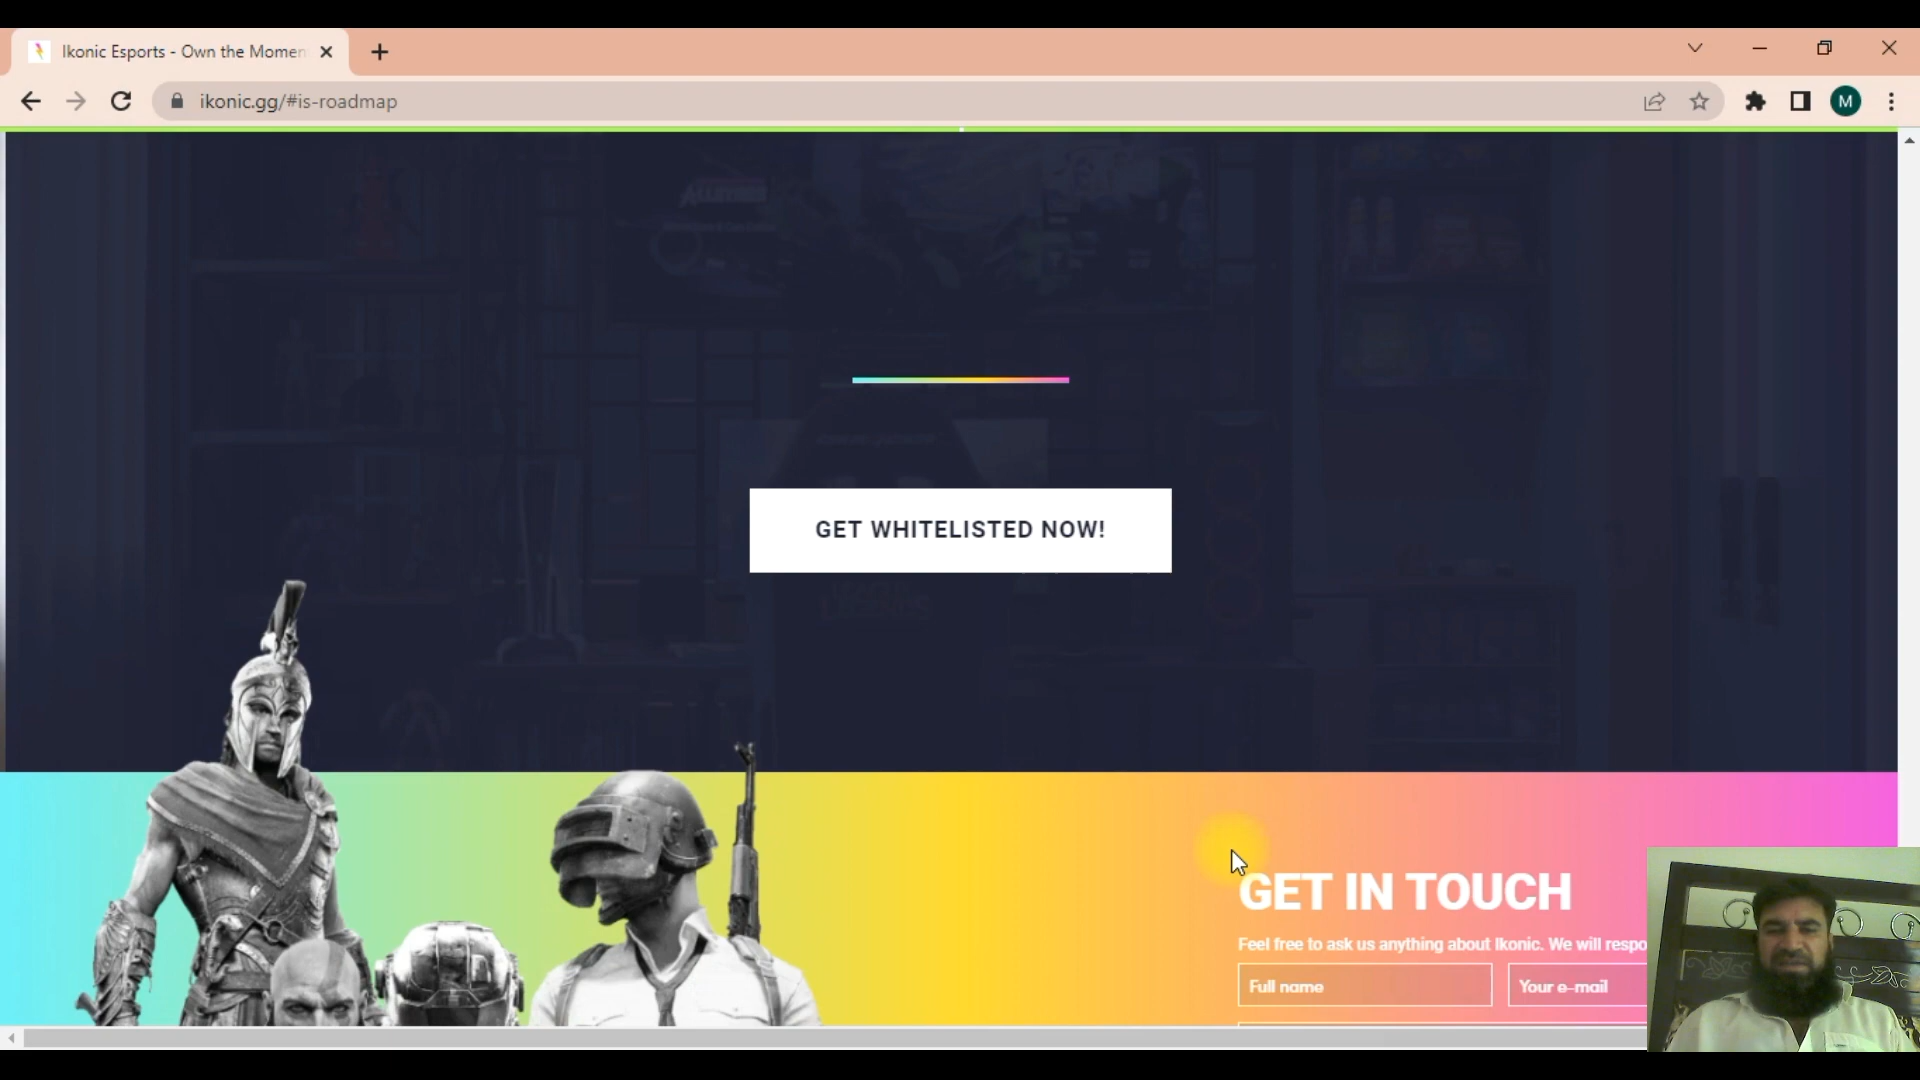 Ikonic Esports - Own the Momen
ikonic.gg/#is-roadmap
M
GET WHITELISTED NOW!
GET IN TOUCH
Feel free to ask us anything about Ikonic. We will respo
Full name
Your e-mail